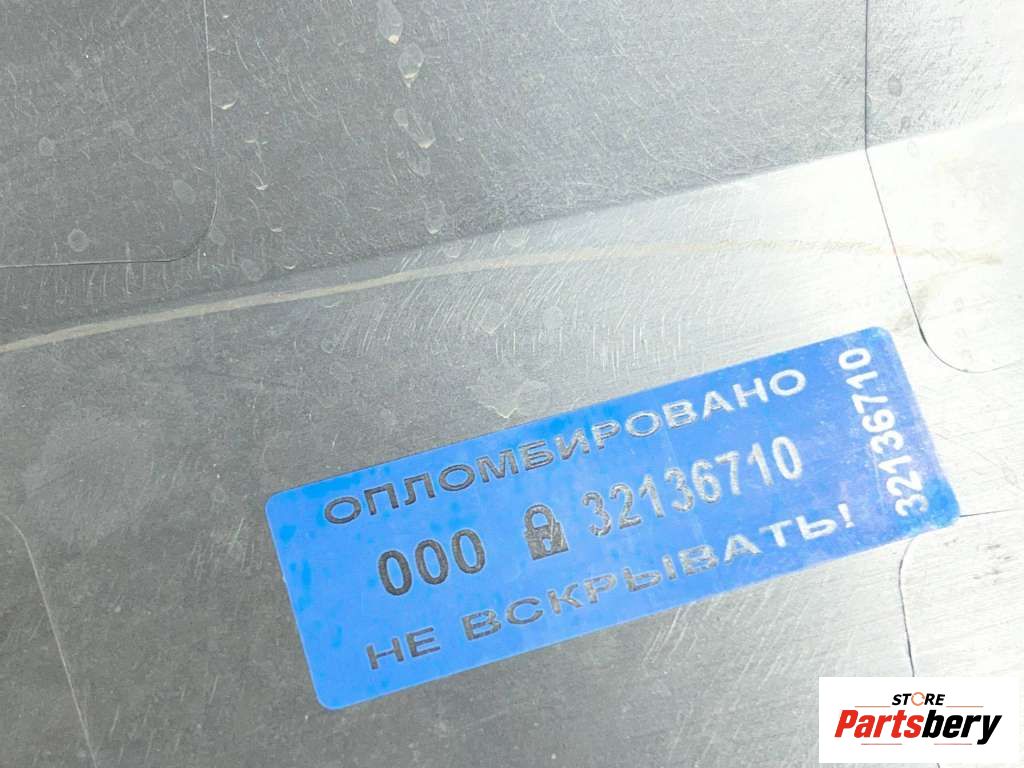 ОПЛОМБИРОВАНО
000 32136710
НЕ ВСКРЫВАТЬ!
32136710
STORE
Partsbery